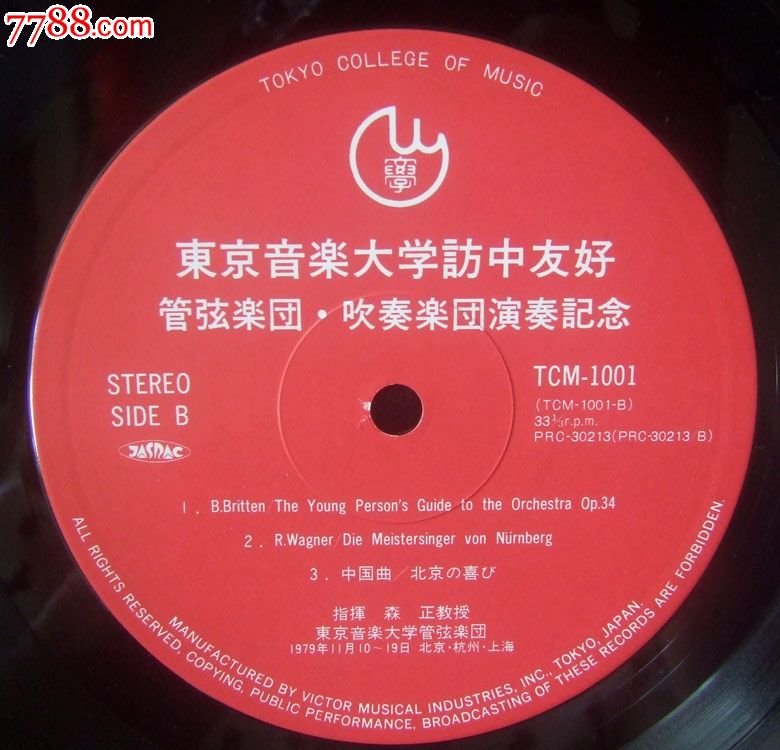 7788.com
TOKYO COLLEGE OF MUSIC
學
東京音楽大学訪中友好
管弦楽団・吹奏楽団演奏記念
STEREO
SIDE B
JASRAC
TCM-1001
(TCM-1001-B)
33⅓r.p.m.
PRC-30213(PRC-30213 B)
1. B.Britten/The Young Person's Guide to the Orchestra Op.34
2. R.Wagner/Die Meistersinger von Nürnberg
3. 中国曲/北京の喜び
指揮 森 正教授
東京音楽大学管弦楽団
1979年11月10〜19日 北京・杭州・上海
MANUFACTURED BY VICTOR MUSICAL INDUSTRIES, INC., TOKYO, JAPAN.
ALL RIGHTS RESERVED, COPYING, PUBLIC PERFORMANCE, BROADCASTING OF THESE RECORDS ARE FORBIDDEN.